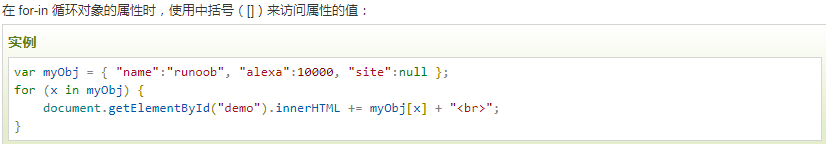 在 for-in 循环对象的属性时，使用中括号（[]）来访问属性的值：
实例
var myObj = { "name":"runoob", "alexa":10000, "site":null };
for (x in myObj) {
    document.getElementById("demo").innerHTML += myObj[x] + "<br>";
}